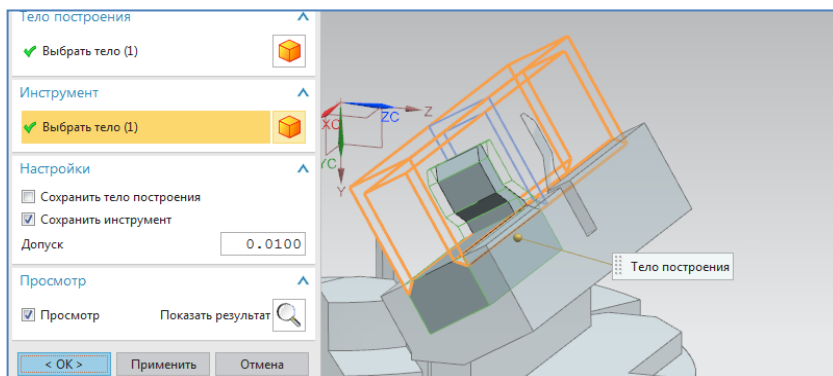 Тело построения
Выбрать тело (1)
Инструмент
Выбрать тело (1)
Настройки
Сохранить тело построения
Сохранить инструмент
Допуск 0.0100
Просмотр
Просмотр Показать результат
< ОК > Применить Отмена
XC
YC
Y
ZC
Z
Тело построения